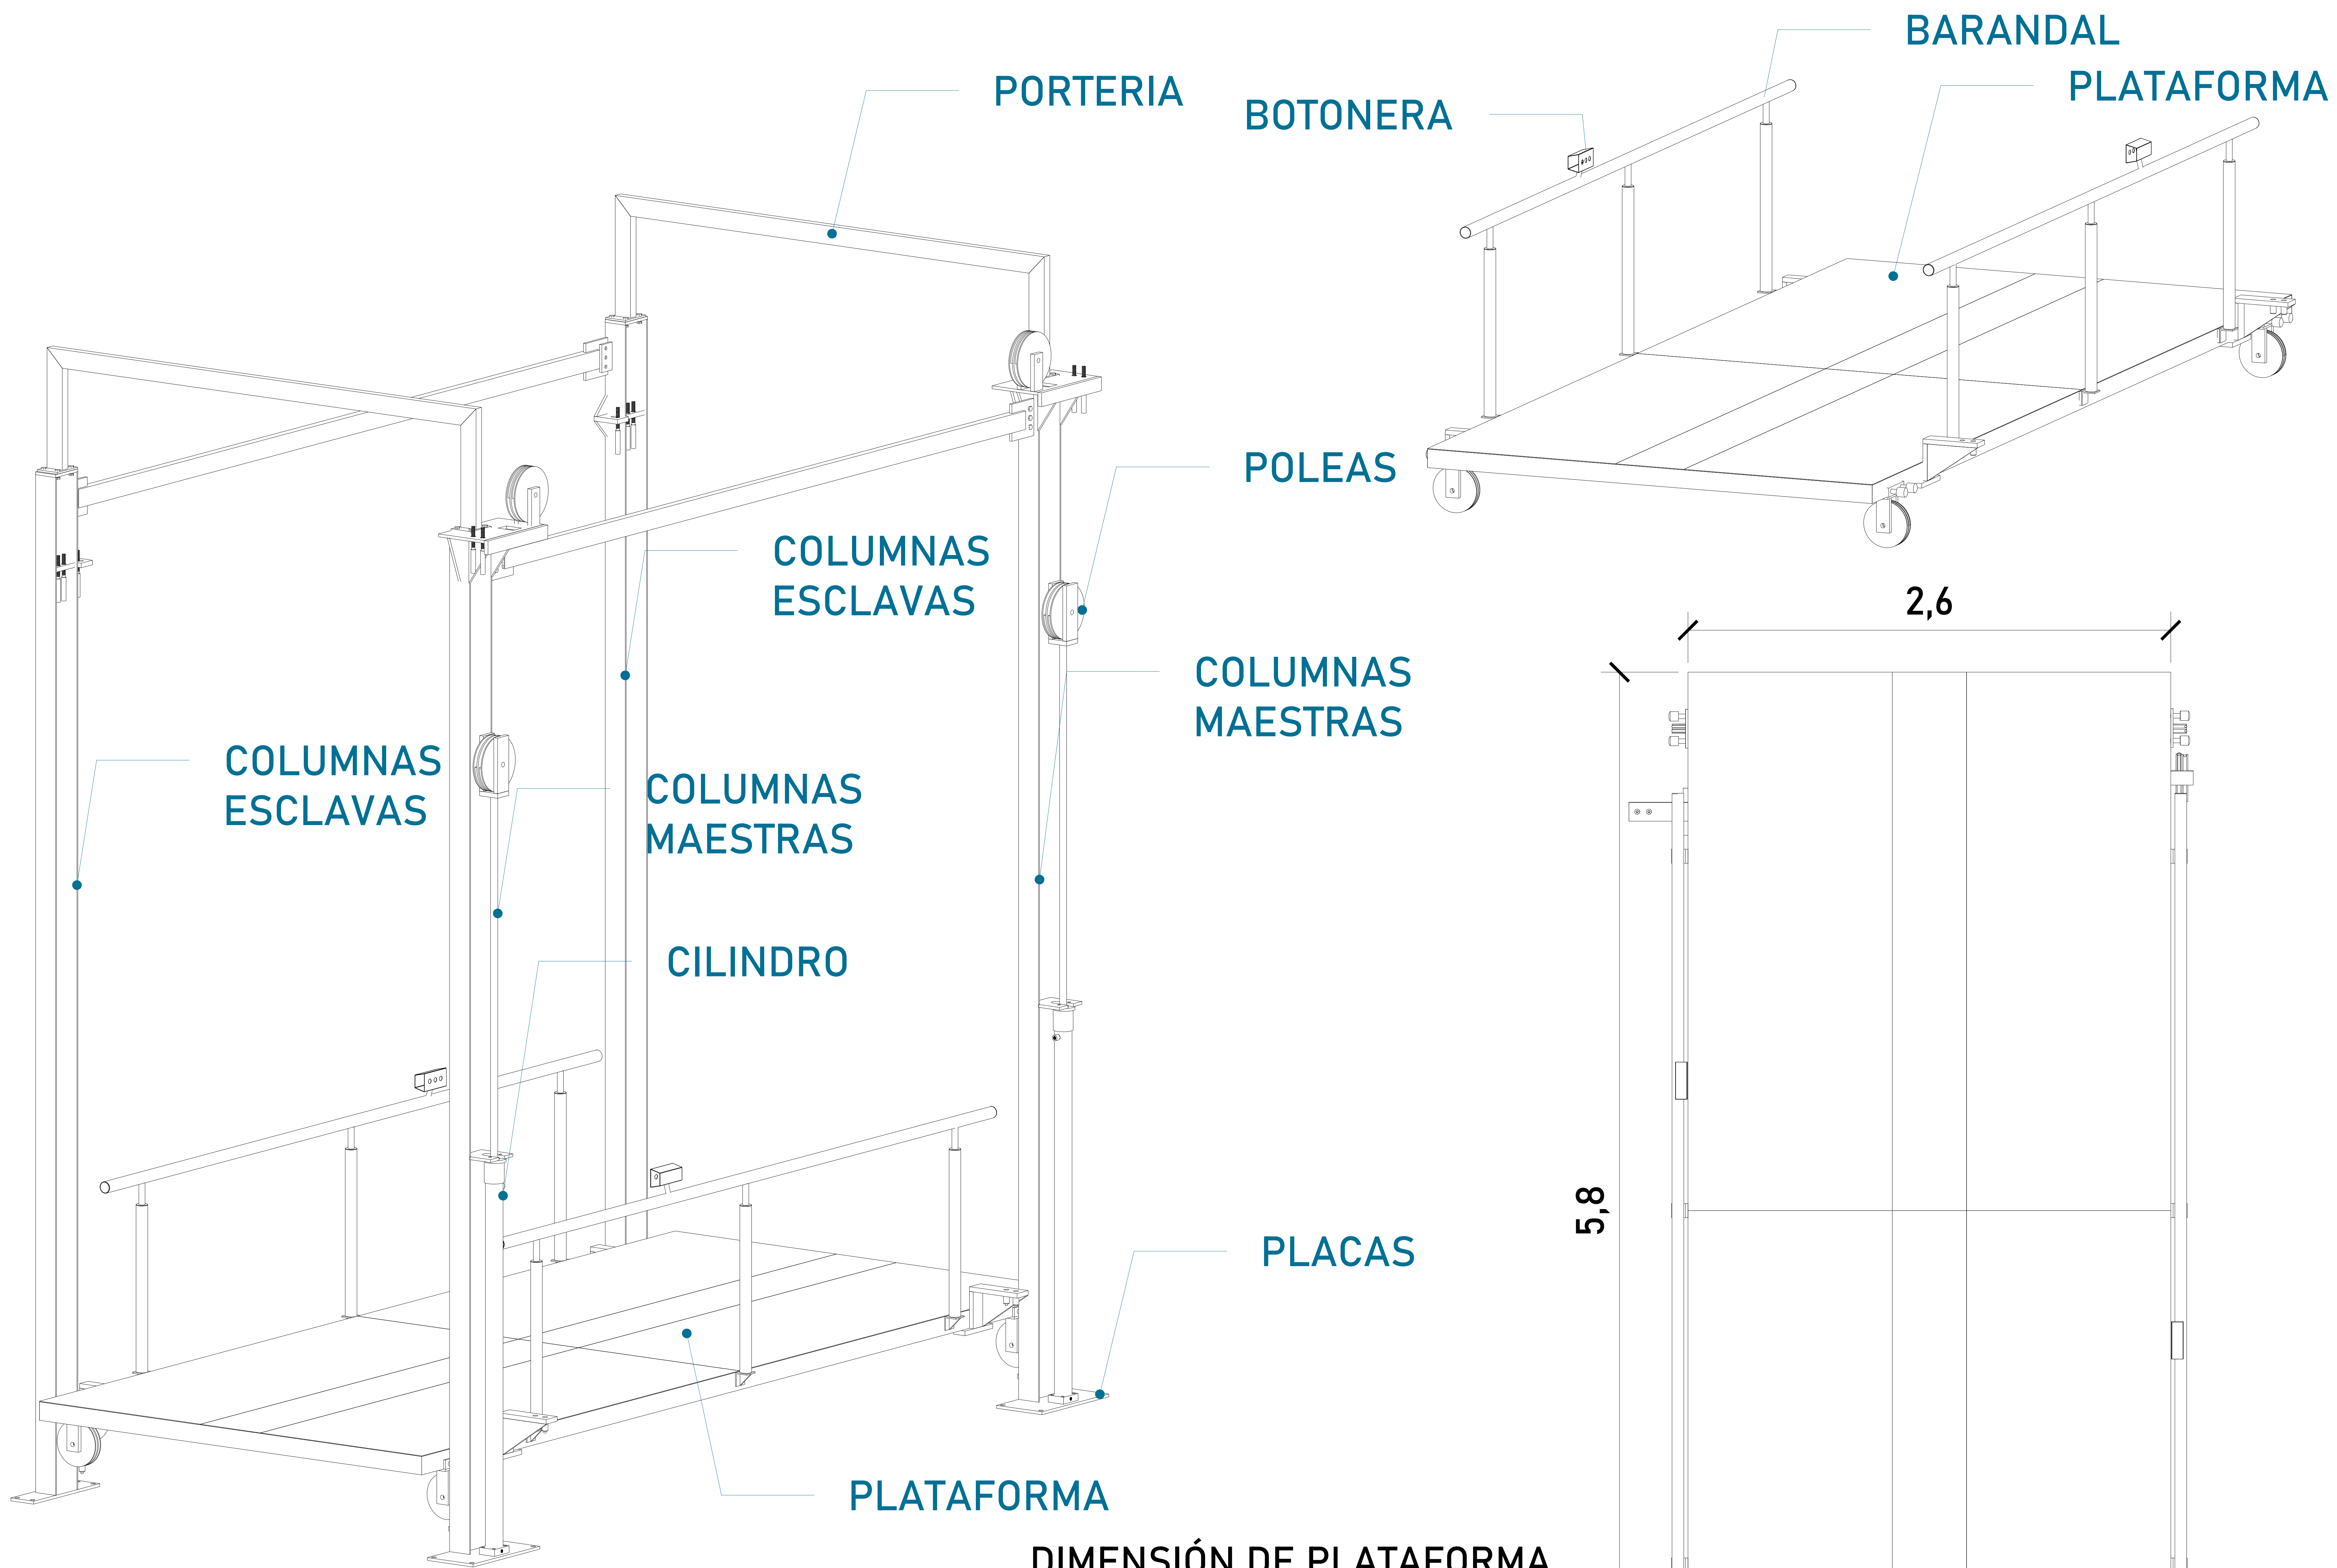 BARANDAL
PORTERIA
PLATAFORMA
BOTONERA
POLEAS
COLUMNAS
ESCLAVAS
2,6
COLUMNAS
MAESTRAS
COLUMNAS
ESCLAVAS
COLUMNAS
MAESTRAS
CILINDRO
5,8
PLACAS
PLATAFORMA
DIMENSIÓN DE PLATAFORMA